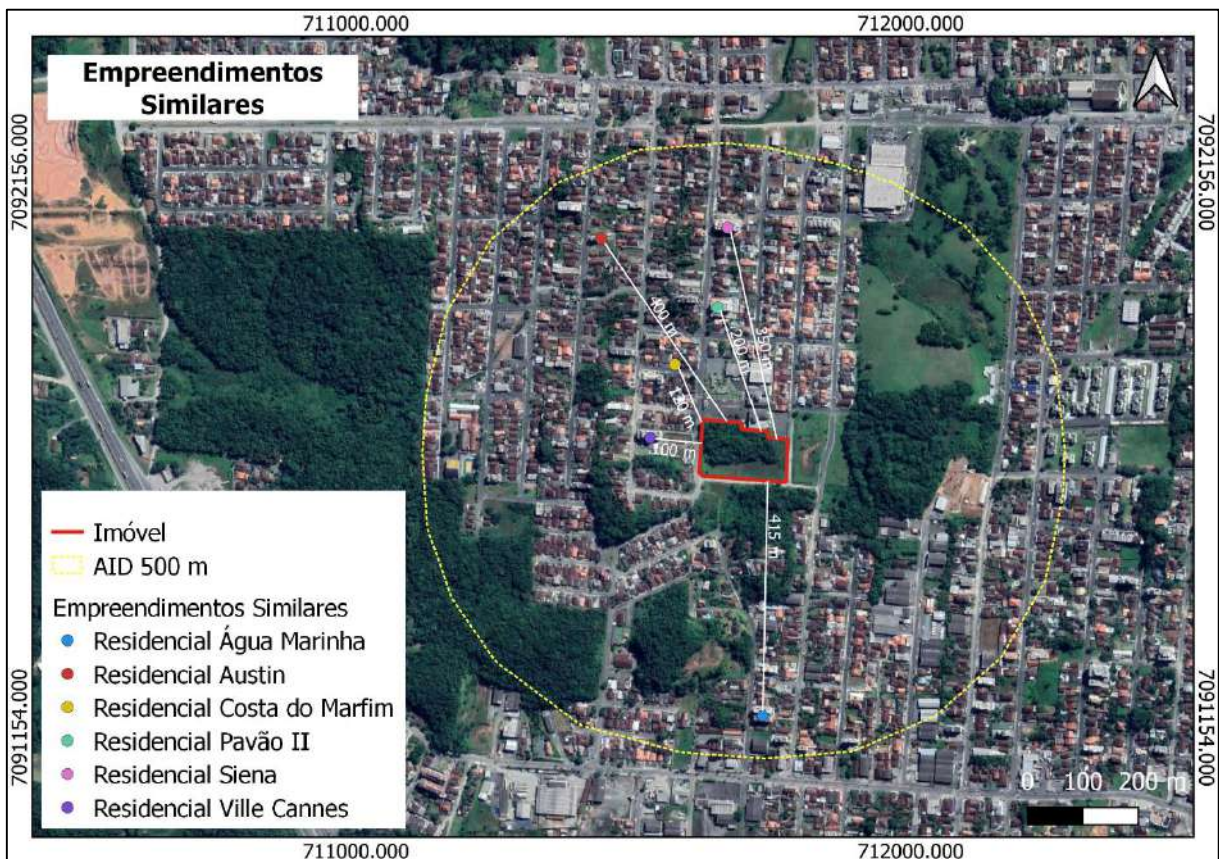 711000.000
712000.000
Empreendimentos
Similares
7092156.000
7092156.000
400 m
350 m
200 m
120 m
100 m
415 m
Imóvel
AID 500 m
Empreendimentos Similares
Residencial Água Marinha
Residencial Austin
Residencial Costa do Marfim
Residencial Pavão II
Residencial Siena
Residencial Ville Cannes
7091154.000
7091154.000
0 100 200 m
711000.000
712000.000